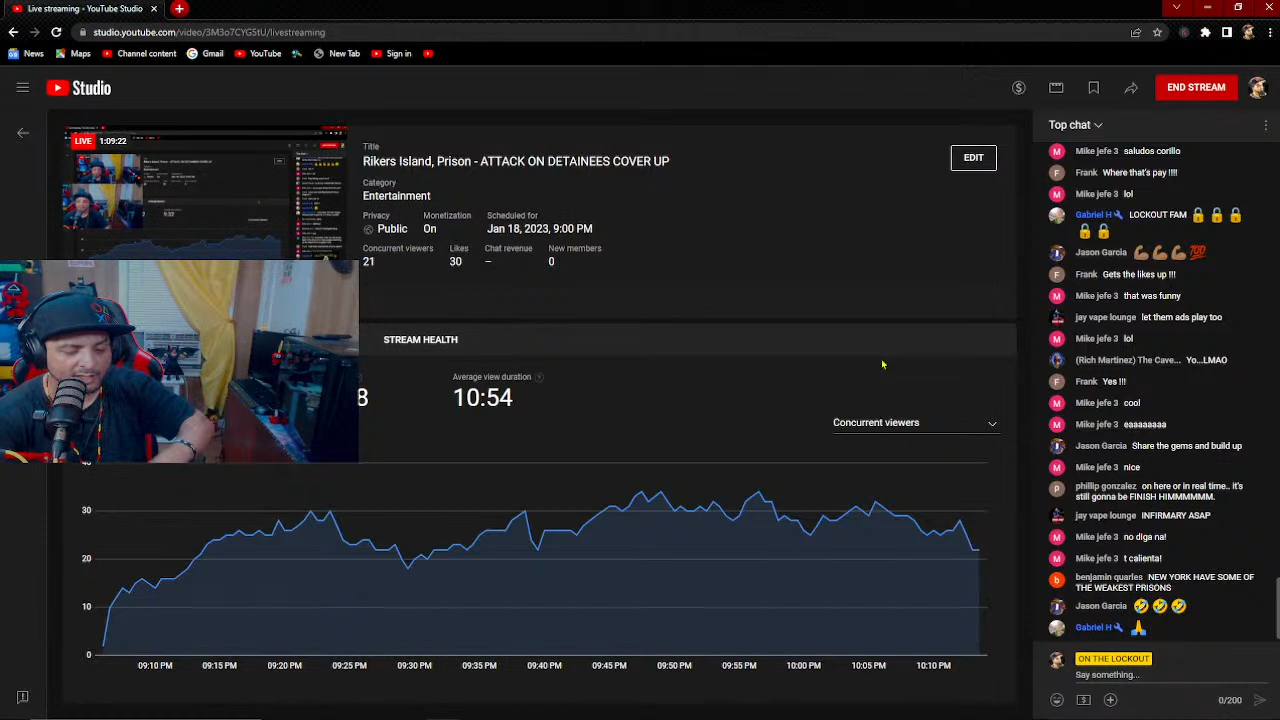 Live streaming - YouTube Studio
studio.youtube.com/video/3M3o7CYG5tU/livestreaming
News Maps Channel content Gmail YouTube New Tab Sign in
Studio
END STREAM
LIVE 1:09:22
Title
Rikers Island, Prison - ATTACK ON DETAINEES COVER UP
EDIT
Category
Entertainment
Privacy Monetization Scheduled for
Public On Jan 18, 2023, 9:00 PM
Concurrent viewers Likes Chat revenue New members
21 30 – 0
STREAM HEALTH
Average view duration
8 10:54
Concurrent viewers
30
20
10
0
09:10 PM 09:15 PM 09:20 PM 09:25 PM 09:30 PM 09:35 PM 09:40 PM 09:45 PM 09:50 PM 09:55 PM 10:00 PM 10:05 PM 10:10 PM
Top chat
Mike jefe 3 saludos corillo
Frank Where that's pay !!!!
Mike jefe 3 lol
Gabriel H LOCKOUT MOB 🔒 🔒 🔒
🔒 🔒
Jason Garcia 💪🏾 💪🏾 💪🏾 💯
Frank Gets the likes up !!!
Mike jefe 3 that was funny
jay vape lounge let them ads play too
Mike jefe 3 lol
(Rich Martinez) The Cave... Yo...LMAO
Frank Yes !!!
Mike jefe 3 cool
Mike jefe 3 eaaaaaaaa
Jason Garcia Share the gems and build up
Mike jefe 3 nice
phillip gonzalez on here or in real time.. it's
still gonna be FINISH HIMMMMMM.
jay vape lounge INFIRMARY ASAP
Mike jefe 3 no diga na!
Mike jefe 3 t calienta!
benjamin quarles NEW YORK HAVE SOME OF
THE WEAKEST PRISONS
Jason Garcia 🤣 🤣 🤣
Gabriel H 🙏
ON THE LOCKOUT
Say something...
0/200